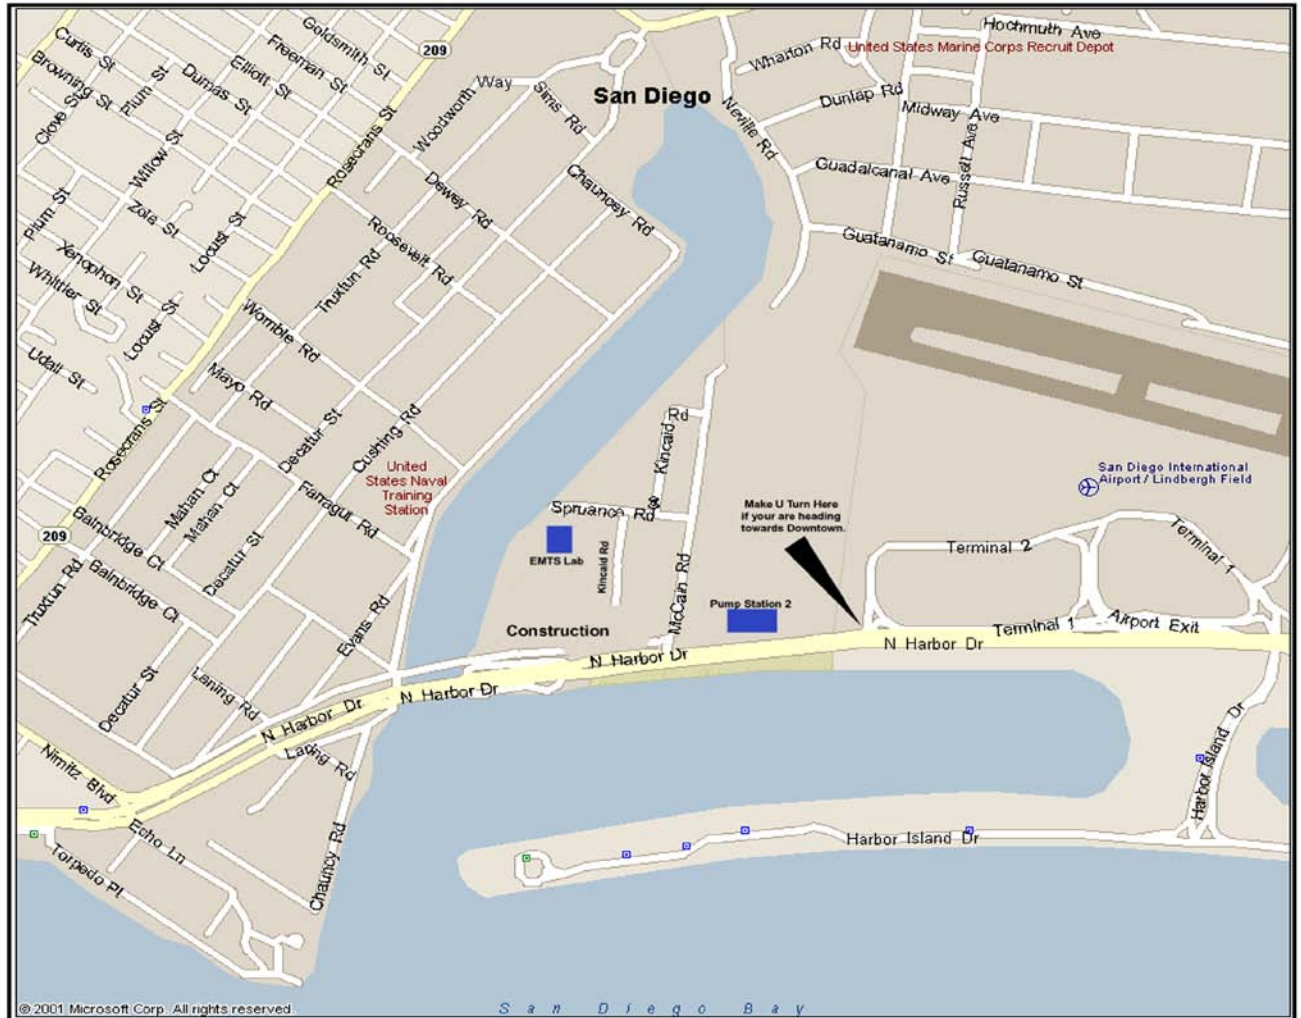 Goldsmith St
Hochmuth Ave
Curtis St
Freeman St
209
Wharton Rd
United States Marine Corps Recruit Depot
Browning St
Plum St
Dumas St
Elliott St
Woodworth Way
Sims Rd
San Diego
Neville Rd
Dunlap Rd
Midway Ave
Clove St
Willow St
Rosecrans St
Dewey Rd
Chauncey Rd
Guadalcanal Ave
Russell Ave
Plum St
Zola St
Locust St
Roosevelt Rd
Truxtun Rd
Guatanamo St
Guatanamo St
Xenophon St
Whittier St
Locust St
Womble Rd
Udall St
Mayo Rd
Decatur St
Cushing Rd
Kincaid Rd
Rosecrans St
United
States Naval
Training
Station
San Diego International
Airport / Lindbergh Field
Mahan Ct
Mahan Ct
Farragut Rd
Spruance Rd
Make U Turn Here
if your are heading
towards Downtown.
209
Bainbridge Ct
Decatur St
EMTS Lab
Kincaid Rd
Terminal 2
Terminal 1
Truxtun Rd
Bainbridge Ct
Evans Rd
McCain Rd
Pump Station 2
Construction
Terminal 1
Airport Exit
N Harbor Dr
N Harbor Dr
Decatur St
Laning Rd
N Harbor Dr
N Harbor Dr
Nimitz Blvd
Laning Rd
Harbor Island Dr
Echo Ln
Chauncy Rd
Harbor Island Dr
Torpedo Pl
© 2001 Microsoft Corp. All rights reserved.
San Diego Bay